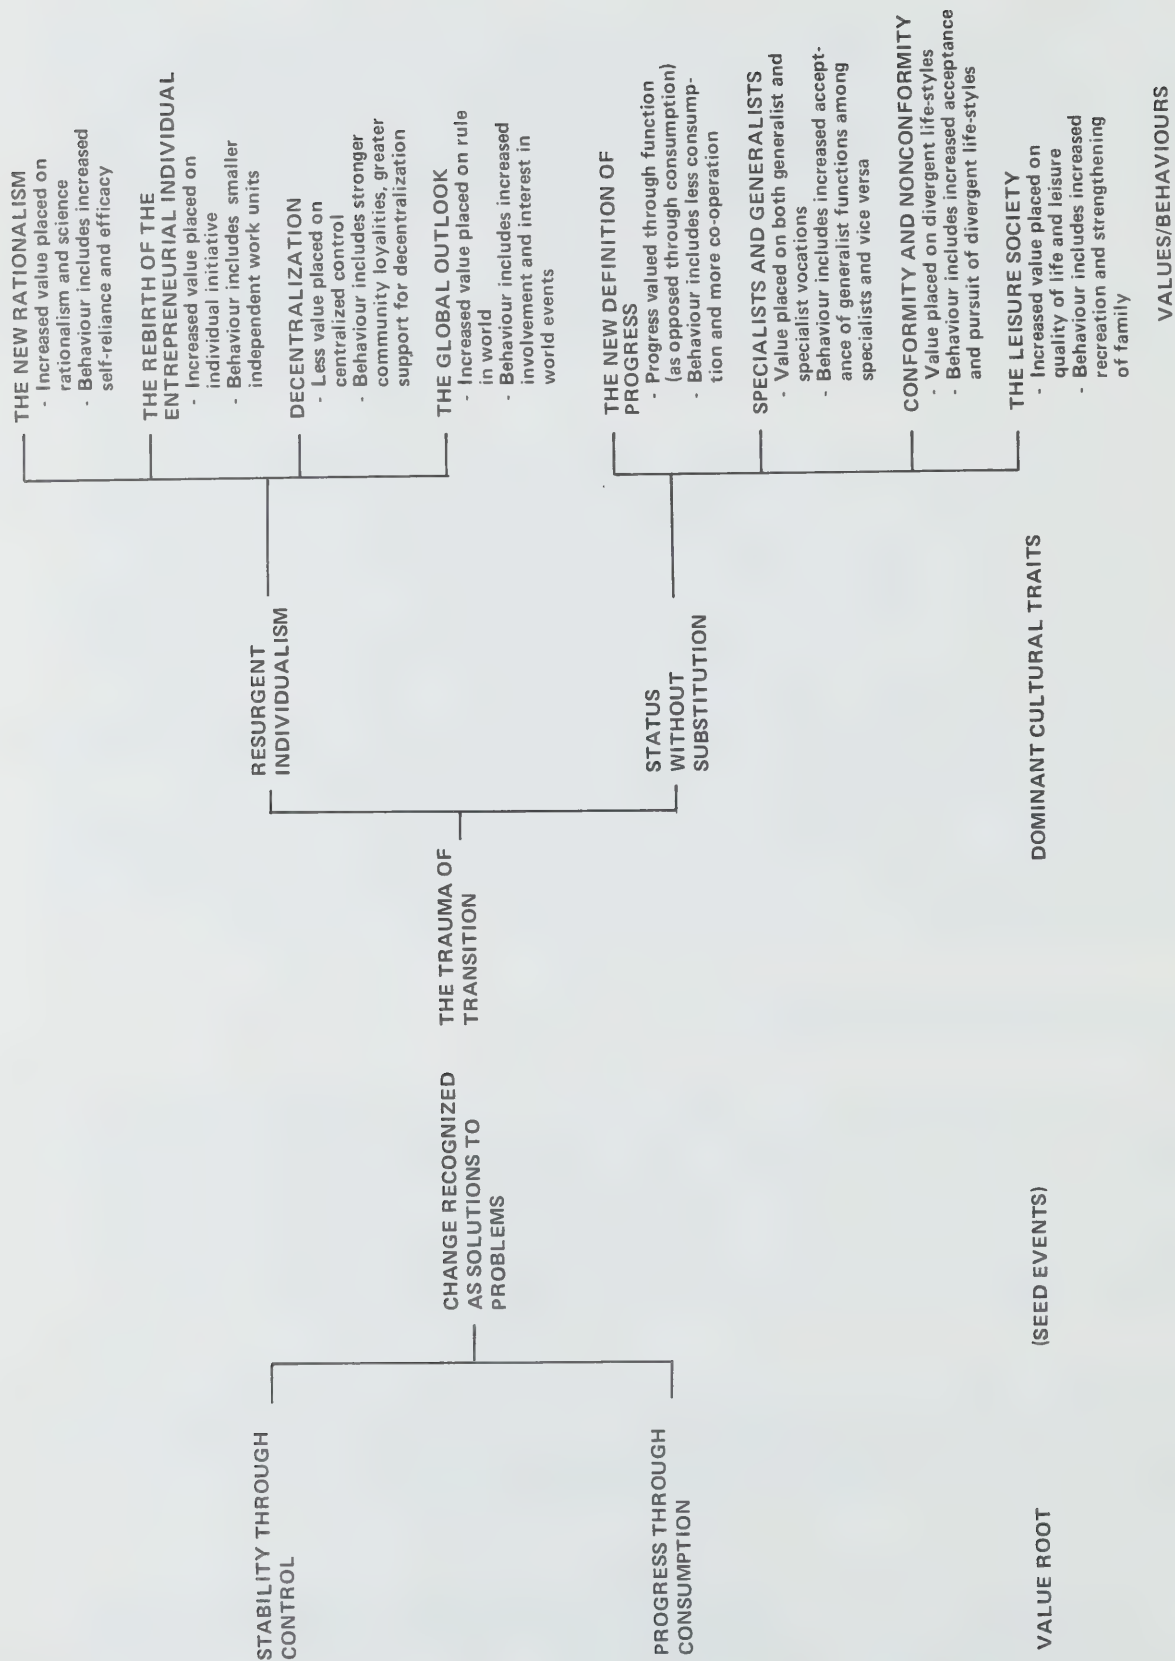 STABILITY THROUGH
CONTROL
PROGRESS THROUGH
CONSUMPTION
VALUE ROOT
CHANGE RECOGNIZED
AS SOLUTIONS TO
PROBLEMS
(SEED EVENTS)
THE TRAUMA OF
TRANSITION
RESURGENT
INDIVIDUALISM
STATUS
WITHOUT
SUBSTITUTION
DOMINANT CULTURAL TRAITS
THE NEW RATIONALISM
- Increased value placed on
rationalism and science
- Behaviour includes increased
self-reliance and efficacy
THE REBIRTH OF THE
ENTREPRENEURIAL INDIVIDUAL
- Increased value placed on
individual initiative
- Behaviour includes smaller
independent work units
DECENTRALIZATION
- Less value placed on
centralized control
- Behaviour includes stronger
community loyalities, greater
support for decentralization
THE GLOBAL OUTLOOK
- Increased value placed on rule
in world
- Behaviour includes increased
involvement and interest in
world events
THE NEW DEFINITION OF
PROGRESS
- Progress valued through function
(as opposed through consumption)
- Behaviour includes less consump-
tion and more co-operation
SPECIALISTS AND GENERALISTS
- Value placed on both generalist and
specialist vocations
- Behaviour includes increased accept-
ance of generalist functions among
specialists and vice versa
CONFORMITY AND NONCONFORMITY
- Value placed on divergent life-styles
- Behaviour includes increased acceptance
and pursuit of divergent life-styles
THE LEISURE SOCIETY
- Increased value placed on
quality of life and leisure
- Behaviour includes increased
recreation and strengthening
of family
VALUES/BEHAVIOURS